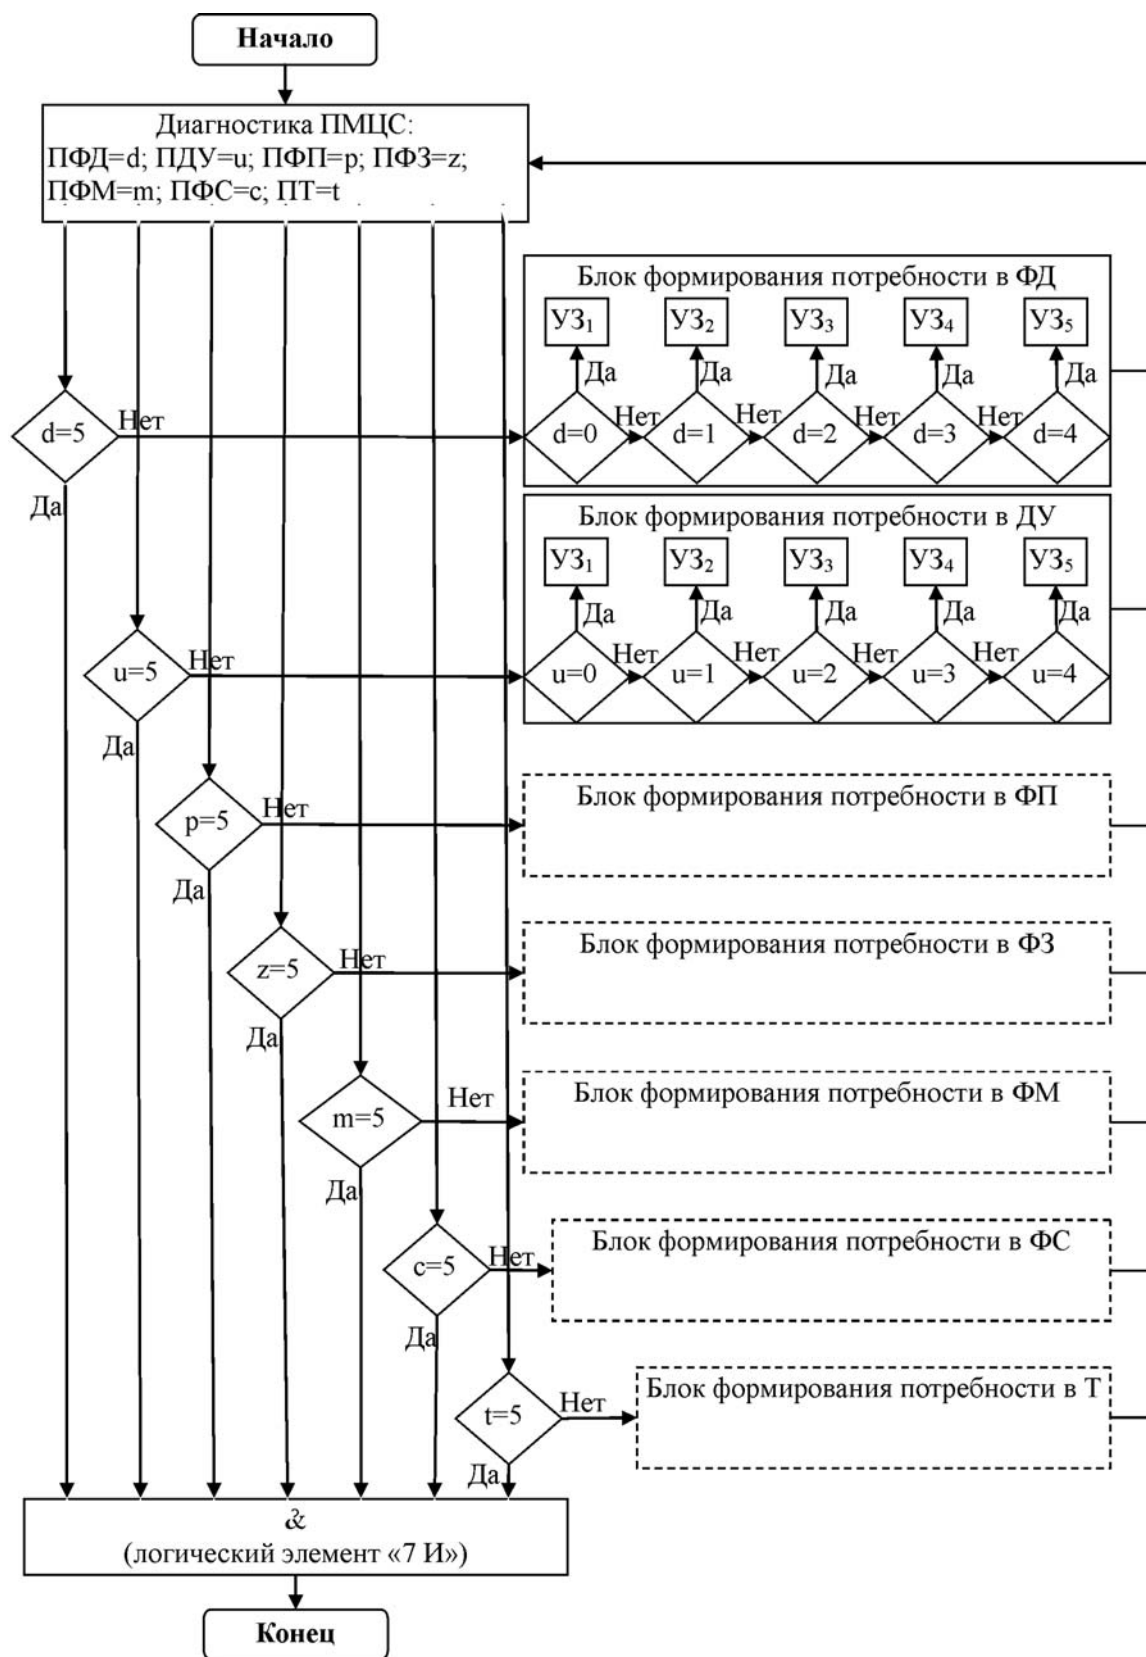 Начало
Диагностика ПМЦС:
ПФД=d; ПДУ=u; ПФП=p; ПФЗ=z;
ПФМ=m; ПФС=c; ПТ=t
Блок формирования потребности в ФД
УЗ₁ УЗ₂ УЗ₃ УЗ₄ УЗ₅
Да Да Да Да Да
Нет Нет Нет Нет Нет
d=5 d=0 d=1 d=2 d=3 d=4
Да
Блок формирования потребности в ДУ
УЗ₁ УЗ₂ УЗ₃ УЗ₄ УЗ₅
Да Да Да Да Да
Нет Нет Нет Нет Нет
u=5 u=0 u=1 u=2 u=3 u=4
Да
Блок формирования потребности в ФП
Нет
p=5
Да
Блок формирования потребности в ФЗ
Нет
z=5
Да
Блок формирования потребности в ФМ
Нет
m=5
Да
Блок формирования потребности в ФС
Нет
c=5
Да
Блок формирования потребности в Т
Нет
t=5
Да
&
(логический элемент «7 И»)
Конец